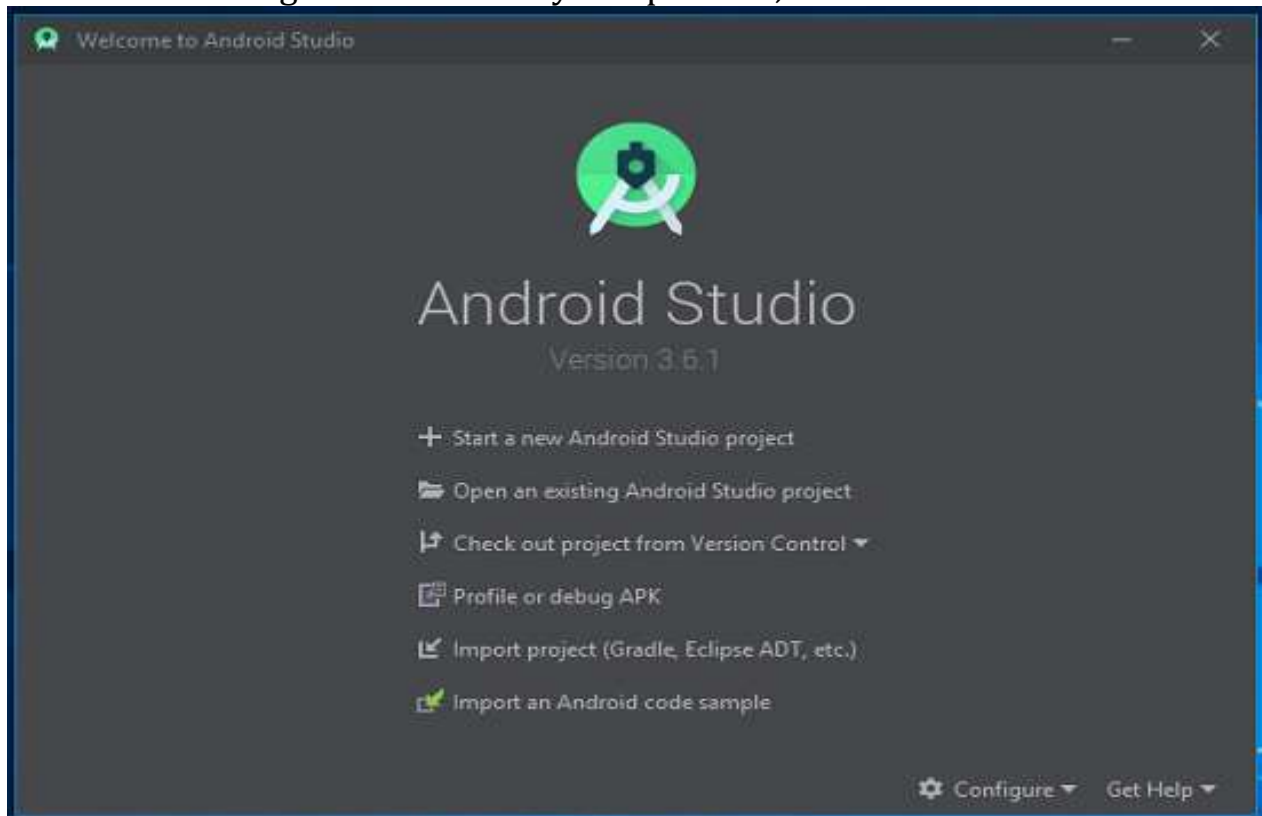 Welcome to Android Studio
Android Studio
Version 3.6.1
Start a new Android Studio project
Open an existing Android Studio project
Check out project from Version Control
Profile or debug APK
Import project (Gradle, Eclipse ADT, etc.)
Import an Android code sample
Configure Get Help